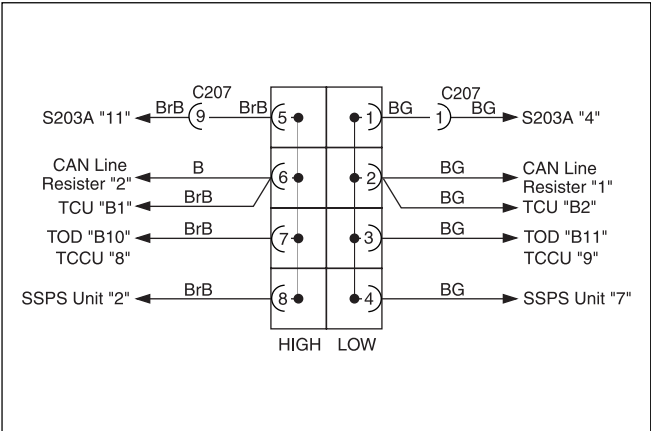 C207
C207
S203A "11"
BrB
9
BrB
5
1
BG
1
BG
S203A "4"
CAN Line
Resister "2"
B
6
2
BG
CAN Line
Resister "1"
TCU "B1"
BrB
BG
TCU "B2"
TOD "B10"
TCCU "8"
BrB
7
3
BG
TOD "B11"
TCCU "9"
SSPS Unit "2"
BrB
8
4
BG
SSPS Unit "7"
HIGH LOW